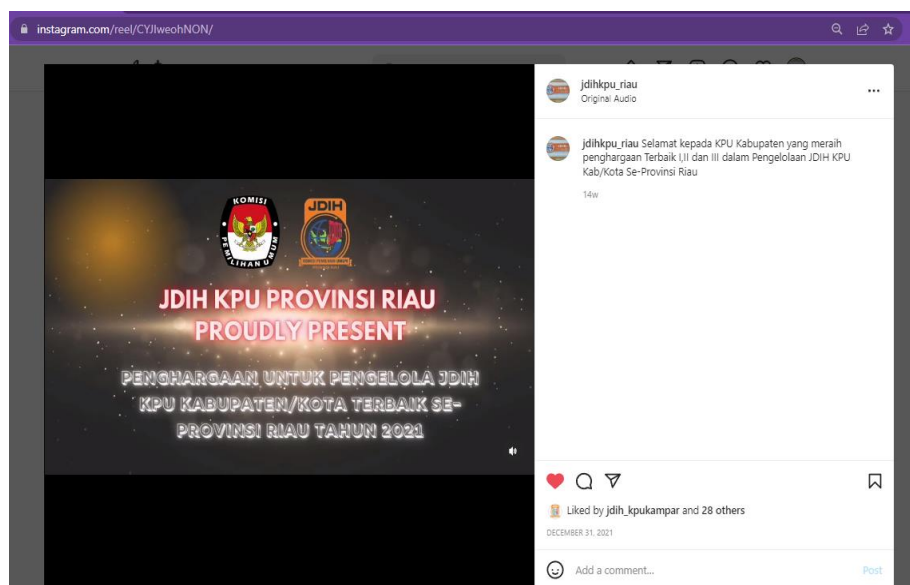 instagram.com/reel/CYJIweohNON/
KOMISI
PEMILIHAN UMUM
JDIH
JDIH KPU PROVINSI RIAU
PROUDLY PRESENT
PENGHARGAAN UNTUK PENGELOLA JDIH
KPU KABUPATEN/KOTA TERBAIK SE-
PROVINSI RIAU TAHUN 2021
jdihkpu_riau
Original Audio
jdihkpu_riau Selamat kepada KPU Kabupaten yang meraih
penghargaan Terbaik I,II dan III dalam Pengelolaan JDIH KPU
Kab/Kota Se-Provinsi Riau
14w
Liked by jdih_kpukampar and 28 others
DECEMBER 31, 2021
Add a comment...
Post